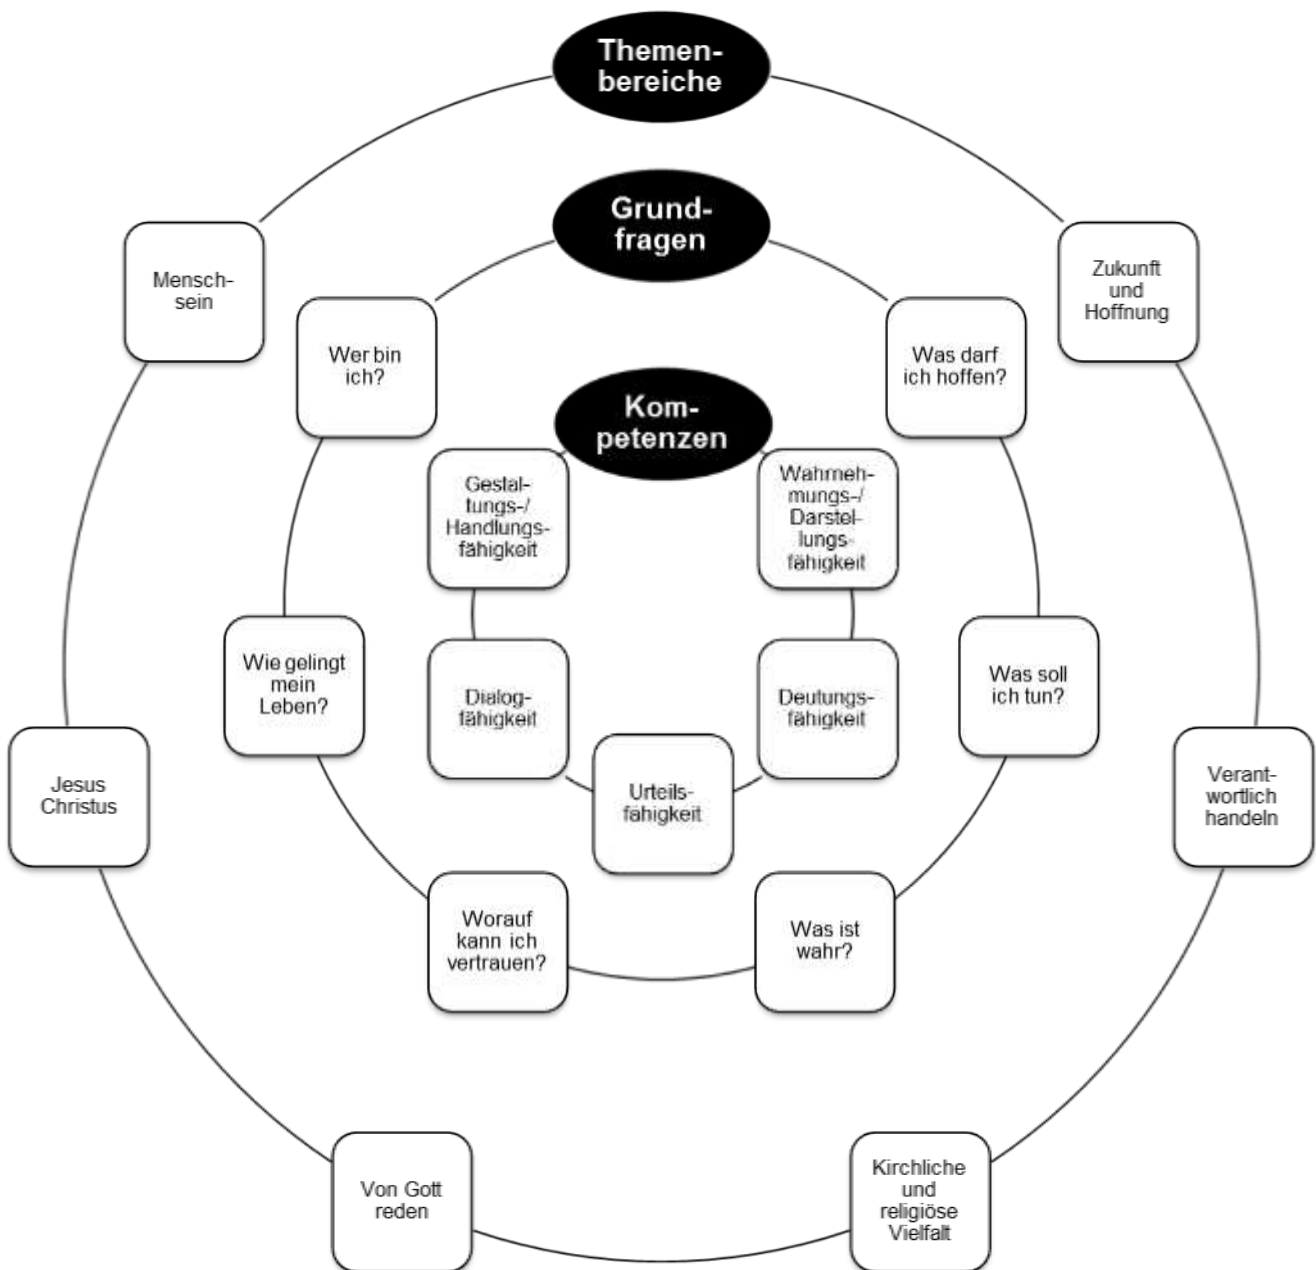 Themen-
bereiche
Grund-
fragen
Mensch-
sein
Zukunft
und
Hoffnung
Wer bin
ich?
Was darf
ich hoffen?
Kom-
petenzen
Gestal-
tungs-/
Handlungs-
fähigkeit
Wahrneh-
mungs-/
Darstel-
lungs-
fähigkeit
Wie gelingt
mein
Leben?
Dialog-
fähigkeit
Deutungs-
fähigkeit
Was soll
ich tun?
Jesus
Christus
Urteils-
fähigkeit
Verant-
wortlich
handeln
Worauf
kann ich
vertrauen?
Was ist
wahr?
Von Gott
reden
Kirchliche
und
religiöse
Vielfalt